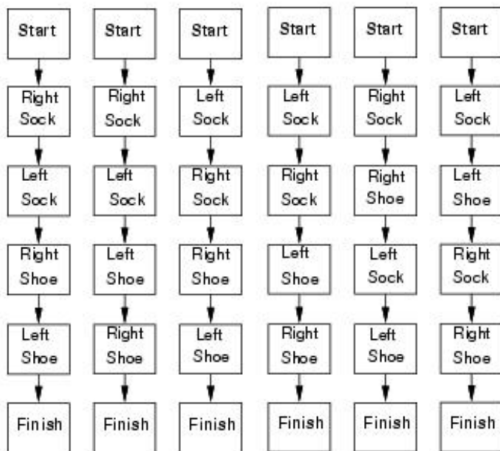 Start Start Start Start Start Start
Right Right Left Left Right Left
Sock Sock Sock Sock Sock Sock
Left Left Right Right Right Left
Sock Sock Sock Sock Shoe Shoe
Right Left Right Left Left Right
Shoe Shoe Shoe Shoe Sock Sock
Left Right Left Right Left Right
Shoe Shoe Shoe Shoe Shoe Shoe
Finish Finish Finish Finish Finish Finish